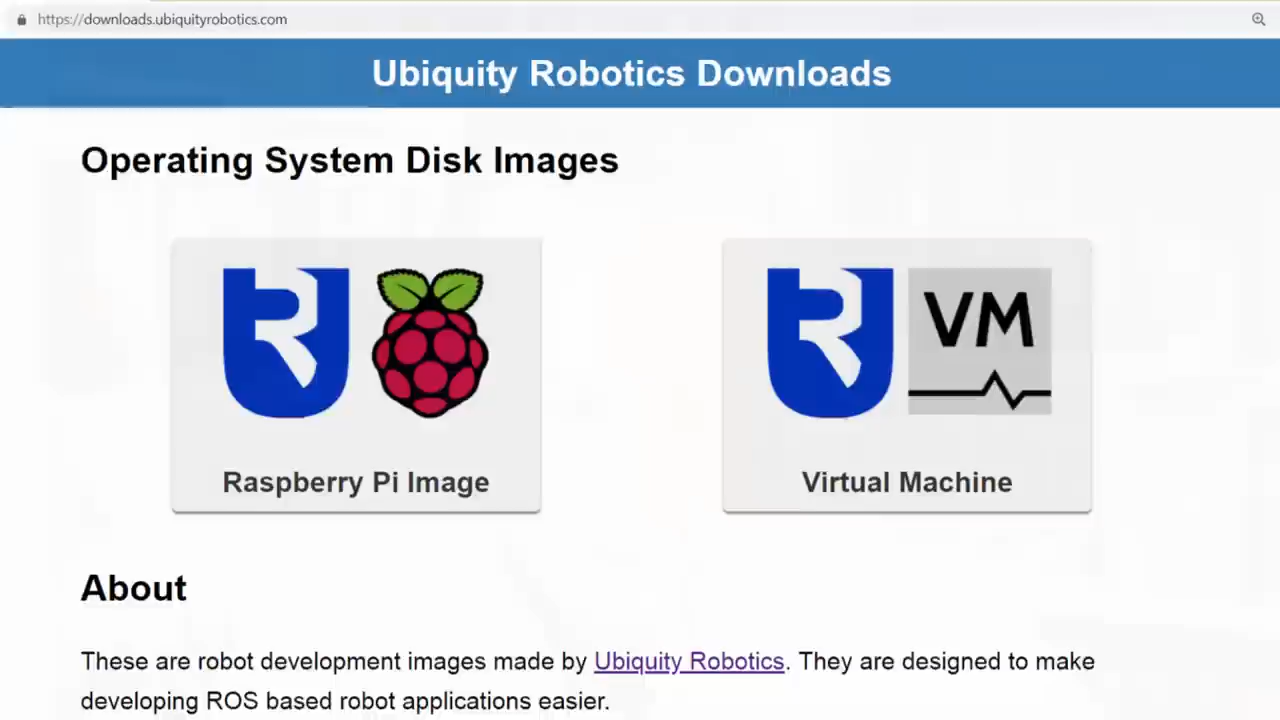 https://downloads.ubiquityrobotics.com
Ubiquity Robotics Downloads
Operating System Disk Images
VM
Raspberry Pi Image
Virtual Machine
About
These are robot development images made by Ubiquity Robotics. They are designed to make
developing ROS based robot applications easier.